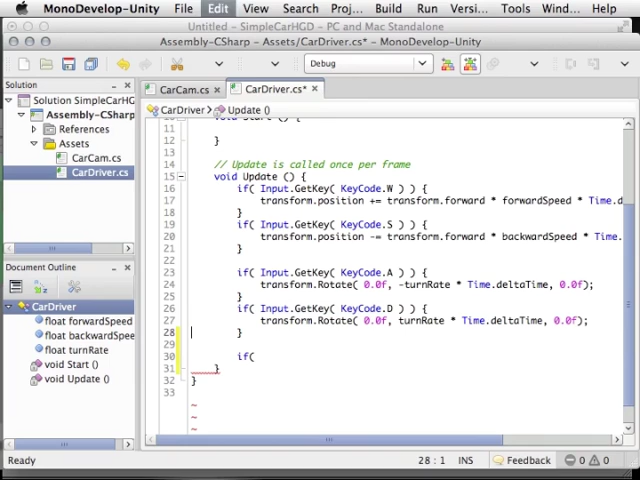 MonoDevelop-Unity File Edit View Search Proj... Build Run Versi... Tools Wind... Help
Untitled - SimpleCarHGD - PC and Mac Standalone
Assembly-CSharp - Assets/CarDriver.cs* - MonoDevelop-Unity
Debug
Solution
Solution SimpleCarHG
Assembly-CSharp
References
Assets
CarCam.cs
CarDriver.cs
Document Outline
CarDriver
float forwardSpeed
float backwardSpee
float turnRate
void Start ()
void Update ()
CarCam.cs CarDriver.cs*
CarDriver Update ()
10 void Start () {
11
12 }
13
14 // Update is called once per frame
15 void Update () {
16 if( Input.GetKey( KeyCode.W ) ) {
17 transform.position += transform.forward * forwardSpeed * Time.d
18 }
19 if( Input.GetKey( KeyCode.S ) ) {
20 transform.position -= transform.forward * backwardSpeed * Time.
21 }
22
23 if( Input.GetKey( KeyCode.A ) ) {
24 transform.Rotate( 0.0f, -turnRate * Time.deltaTime, 0.0f);
25 }
26 if( Input.GetKey( KeyCode.D ) ) {
27 transform.Rotate( 0.0f, turnRate * Time.deltaTime, 0.0f);
28 }
29
30 if(
31 }
32 }
33
~
~
~
Ready 28 : 1 INS Feedback 0 0